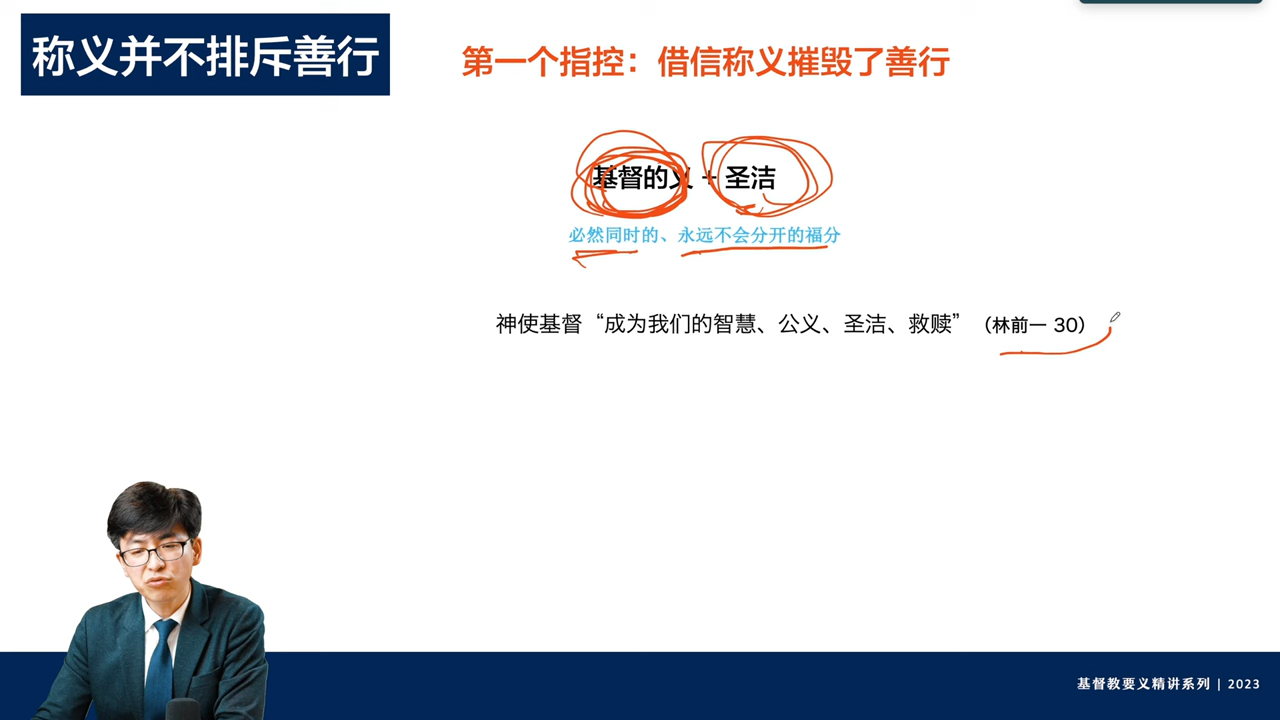 称义并不排斥善行
第一个指控：借信称义摧毁了善行
基督的义 + 圣洁
必然同时的、永远不会分开的福分
神使基督“成为我们的智慧、公义、圣洁、救赎”（林前一 30）
基督教要义精讲系列 | 2023